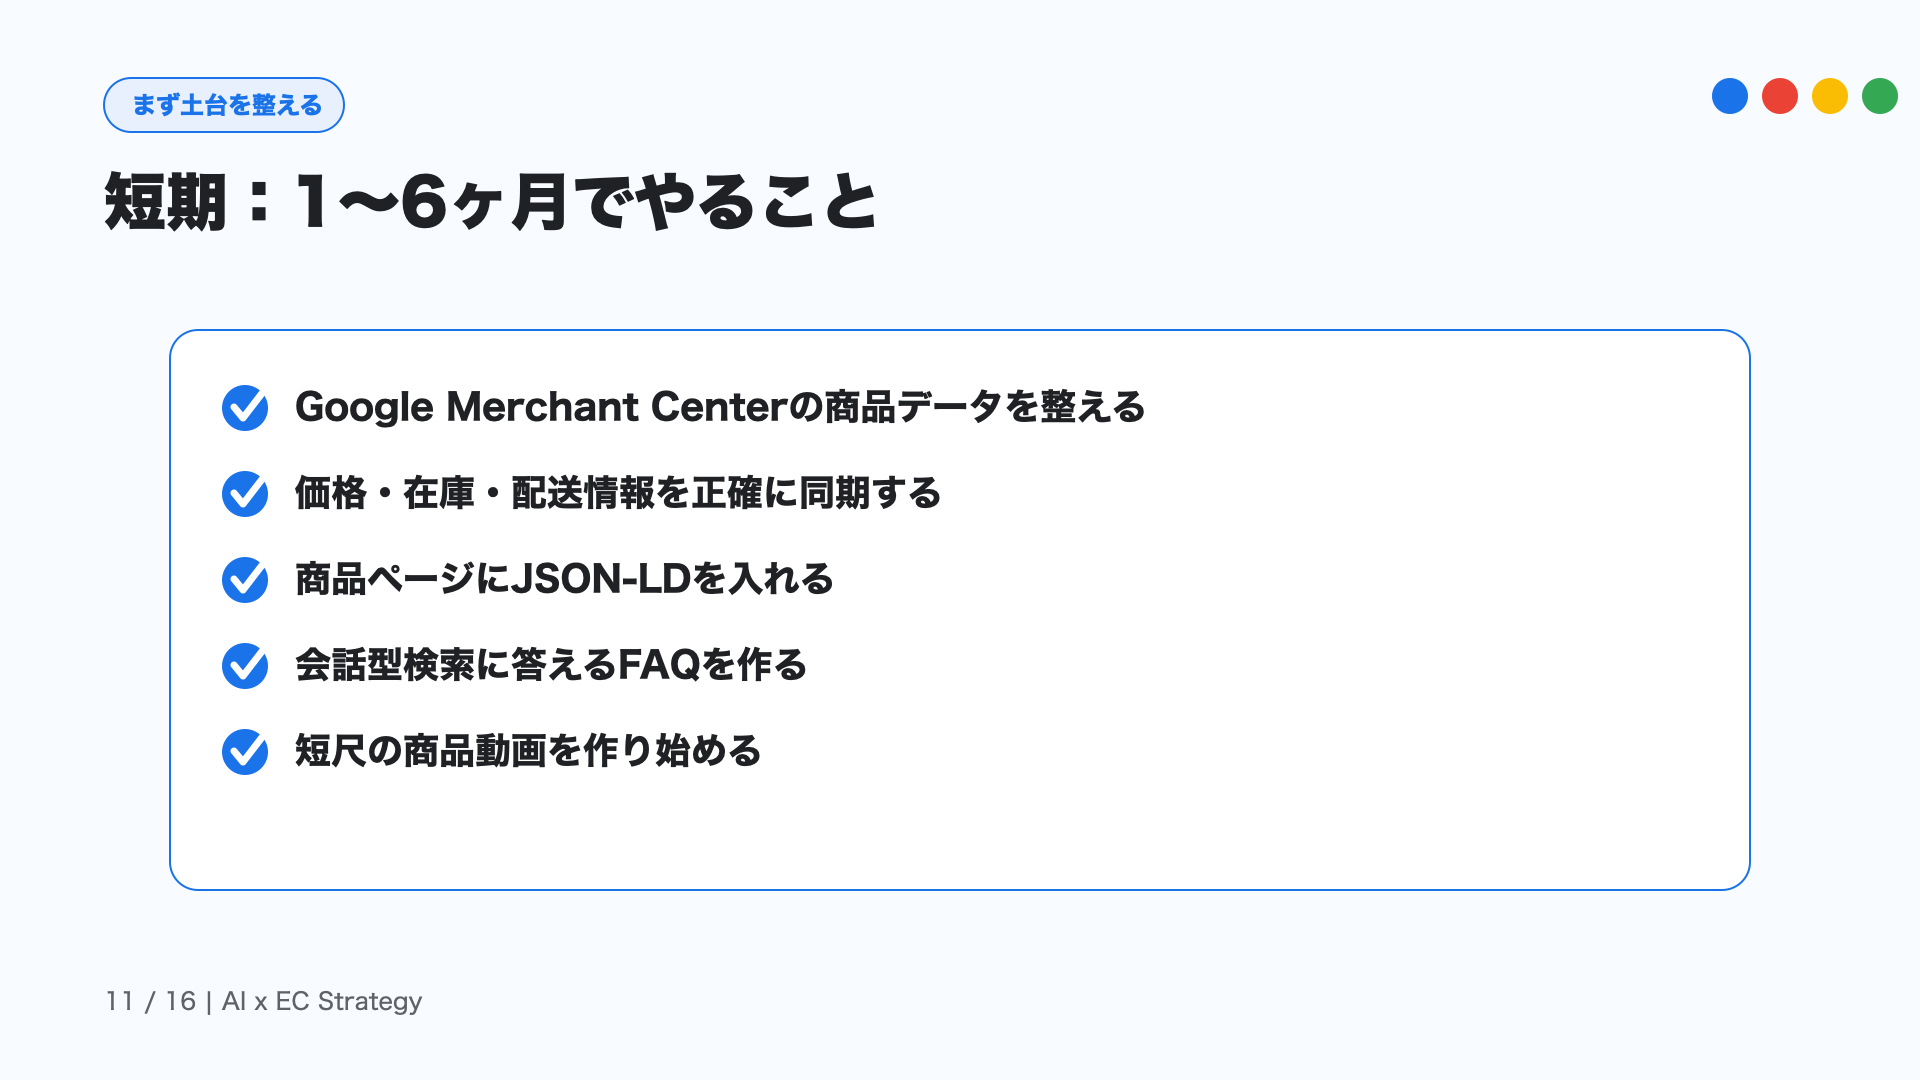 まず土台を整える
短期：1〜6ヶ月でやること
Google Merchant Centerの商品データを整える
価格・在庫・配送情報を正確に同期する
商品ページにJSON-LDを入れる
会話型検索に答えるFAQを作る
短尺の商品動画を作り始める
11 / 16 | AI x EC Strategy